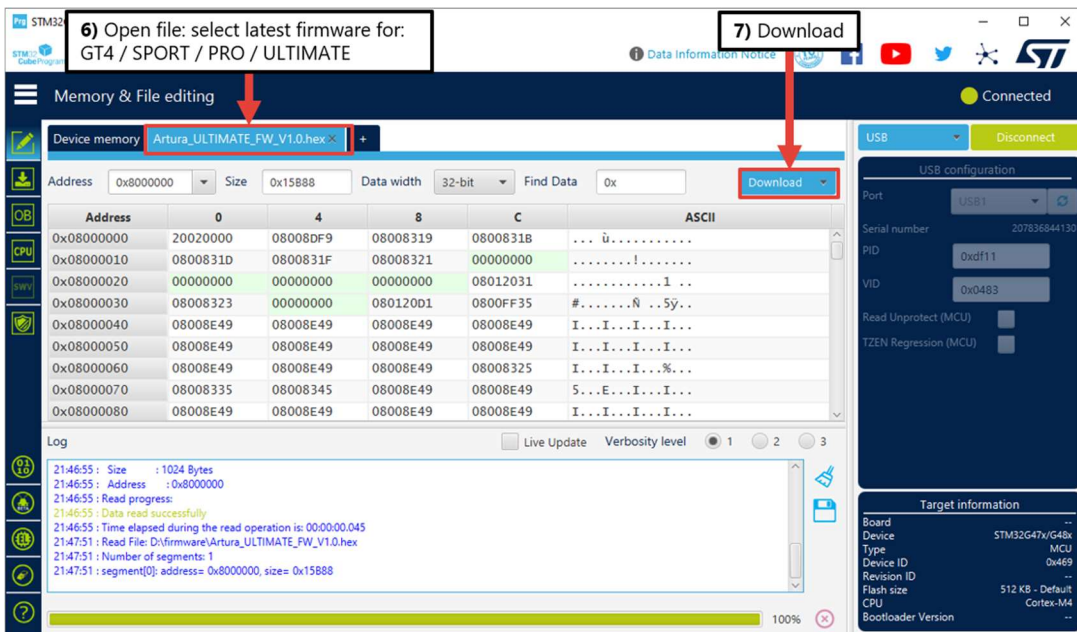 Prg STM32C
6) Open file: select latest firmware for:
GT4 / SPORT / PRO / ULTIMATE
7) Download
STM32
CubeProgram
Data Information Notice
Memory & File editing
Connected
Device memory Artura_ULTIMATE_FW_V1.0.hex × +
USB Disconnect
Address 0x8000000 Size 0x15B88 Data width 32-bit Find Data 0x Download
Address 0 4 8 C ASCII
0x08000000 20020000 08008DF9 08008319 0800831B ... ù...........
0x08000010 0800831D 0800831F 08008321 00000000 ........!.......
0x08000020 00000000 00000000 00000000 08012031 ............1 ..
0x08000030 08008323 00000000 080120D1 0800FF35 #.......Ñ ..5ÿ..
0x08000040 08008E49 08008E49 08008E49 08008E49 I...I...I...I...
0x08000050 08008E49 08008E49 08008E49 08008E49 I...I...I...I...
0x08000060 08008E49 08008E49 08008E49 08008325 I...I...I...%...
0x08000070 08008335 08008345 08008E49 08008E49 5...E...I...I...
0x08000080 08008E49 08008E49 08008E49 08008E49 I...I...I...I...
OB
CPU
SWV
USB configuration
Port USB1
Serial number 207836844130
PID 0xdf11
VID 0x0483
Read Unprotect (MCU)
TZEN Regression (MCU)
Log Live Update Verbosity level 1 2 3
21:46:55 : Size : 1024 Bytes
21:46:55 : Address : 0x8000000
21:46:55 : Read progress:
21:46:55 : Data read successfully
21:46:55 : Time elapsed during the read operation is: 00:00:00.045
21:47:51 : Read File: D:\firmware\Artura_ULTIMATE_FW_V1.0.hex
21:47:51 : Number of segments: 1
21:47:51 : segment[0]: address= 0x8000000, size= 0x15B88
100%
Target information
Board --
Device STM32G47x/G48x
Type MCU
Device ID 0x469
Revision ID --
Flash size 512 KB - Default
CPU Cortex-M4
Bootloader Version --